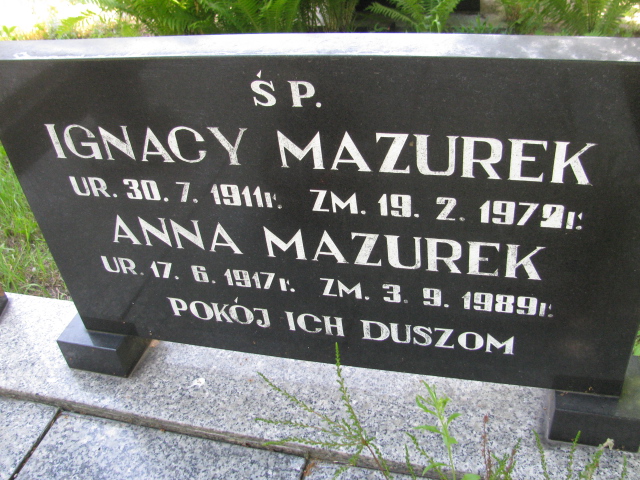 Ś P.
IGNACY MAZUREK
UR. 30. 7. 1911r. ZM. 19. 2. 1972r.
ANNA MAZUREK
UR. 17. 6. 1917r. ZM. 3. 9. 1989r.
POKÓJ ICH DUSZOM